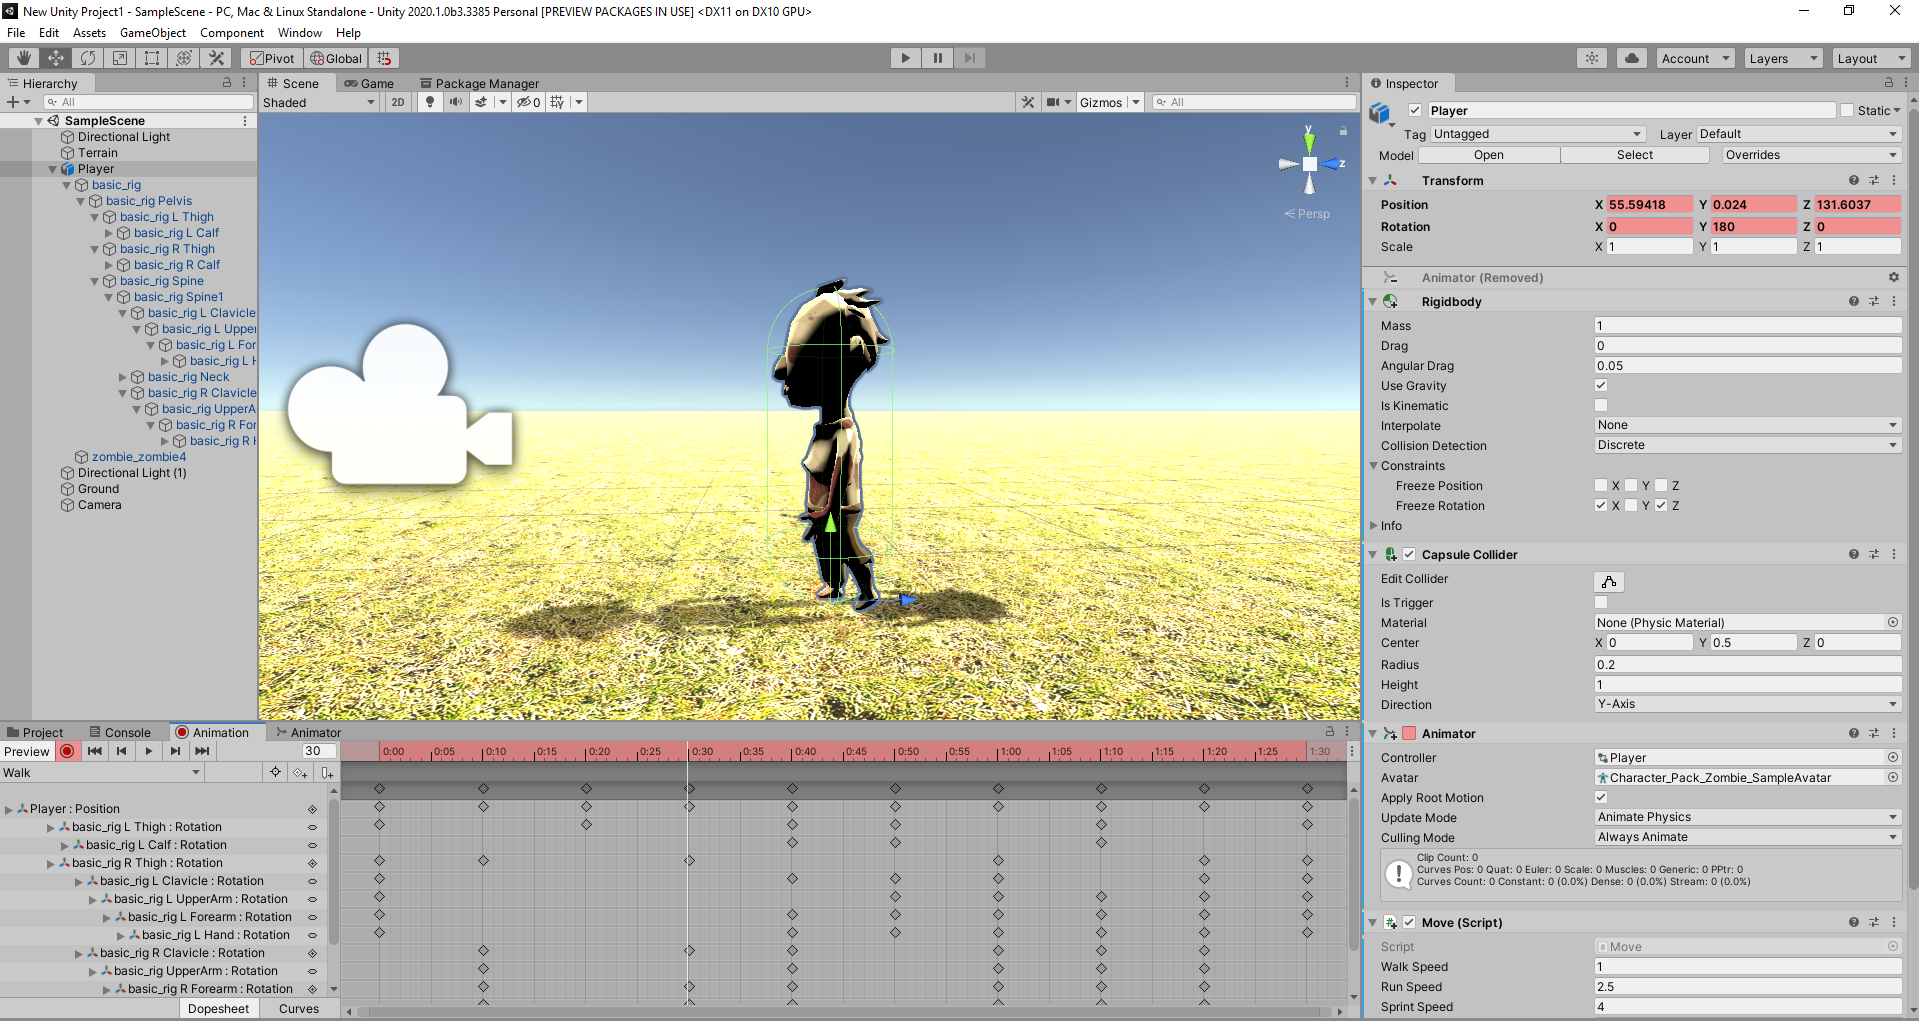 New Unity Project1 - SampleScene - PC, Mac & Linux Standalone - Unity 2020.1.0b3.3385 Personal [PREVIEW PACKAGES IN USE] <DX11 on DX10 GPU>
File Edit Assets GameObject Component Window Help
Pivot Global Account Layers Layout
Hierarchy
All
SampleScene
Directional Light
Terrain
Player
basic_rig
basic_rig Pelvis
basic_rig L Thigh
basic_rig L Calf
basic_rig R Thigh
basic_rig R Calf
basic_rig Spine
basic_rig Spine1
basic_rig L Clavicle
basic_rig L Upper
basic_rig L For
basic_rig L H
basic_rig Neck
basic_rig R Clavicle
basic_rig UpperA
basic_rig R For
basic_rig R H
zombie_zombie4
Directional Light (1)
Ground
Camera
Scene Game Package Manager
Shaded 2D 0 Gizmos All
y
z
Persp
Inspector
Player Static
Tag Untagged Layer Default
Model Open Select Overrides
Transform
Position X 55.59418 Y 0.024 Z 131.6037
Rotation X 0 Y 180 Z 0
Scale X 1 Y 1 Z 1
Animator (Removed)
Rigidbody
Mass 1
Drag 0
Angular Drag 0.05
Use Gravity
Is Kinematic
Interpolate None
Collision Detection Discrete
Constraints
Freeze Position X Y Z
Freeze Rotation X Y Z
Info
Capsule Collider
Edit Collider
Is Trigger
Material None (Physic Material)
Center X 0 Y 0.5 Z 0
Radius 0.2
Height 1
Direction Y-Axis
Animator
Controller Player
Avatar Character_Pack_Zombie_SampleAvatar
Apply Root Motion
Update Mode Animate Physics
Culling Mode Always Animate
Clip Count: 0
Curves Pos: 0 Quat: 0 Euler: 0 Scale: 0 Muscles: 0 Generic: 0 PPtr: 0
Curves Count: 0 Constant: 0 (0.0%) Dense: 0 (0.0%) Stream: 0 (0.0%)
Move (Script)
Script Move
Walk Speed 1
Run Speed 2.5
Sprint Speed 4
Project Console Animation Animator
Preview 30 0:00 0:05 0:10 0:15 0:20 0:25 0:30 0:35 0:40 0:45 0:50 0:55 1:00 1:05 1:10 1:15 1:20 1:25 1:30
Walk
Player : Position
basic_rig L Thigh : Rotation
basic_rig L Calf : Rotation
basic_rig R Thigh : Rotation
basic_rig L Clavicle : Rotation
basic_rig L UpperArm : Rotation
basic_rig L Forearm : Rotation
basic_rig L Hand : Rotation
basic_rig R Clavicle : Rotation
basic_rig UpperArm : Rotation
basic_rig R Forearm : Rotation
Dopesheet Curves